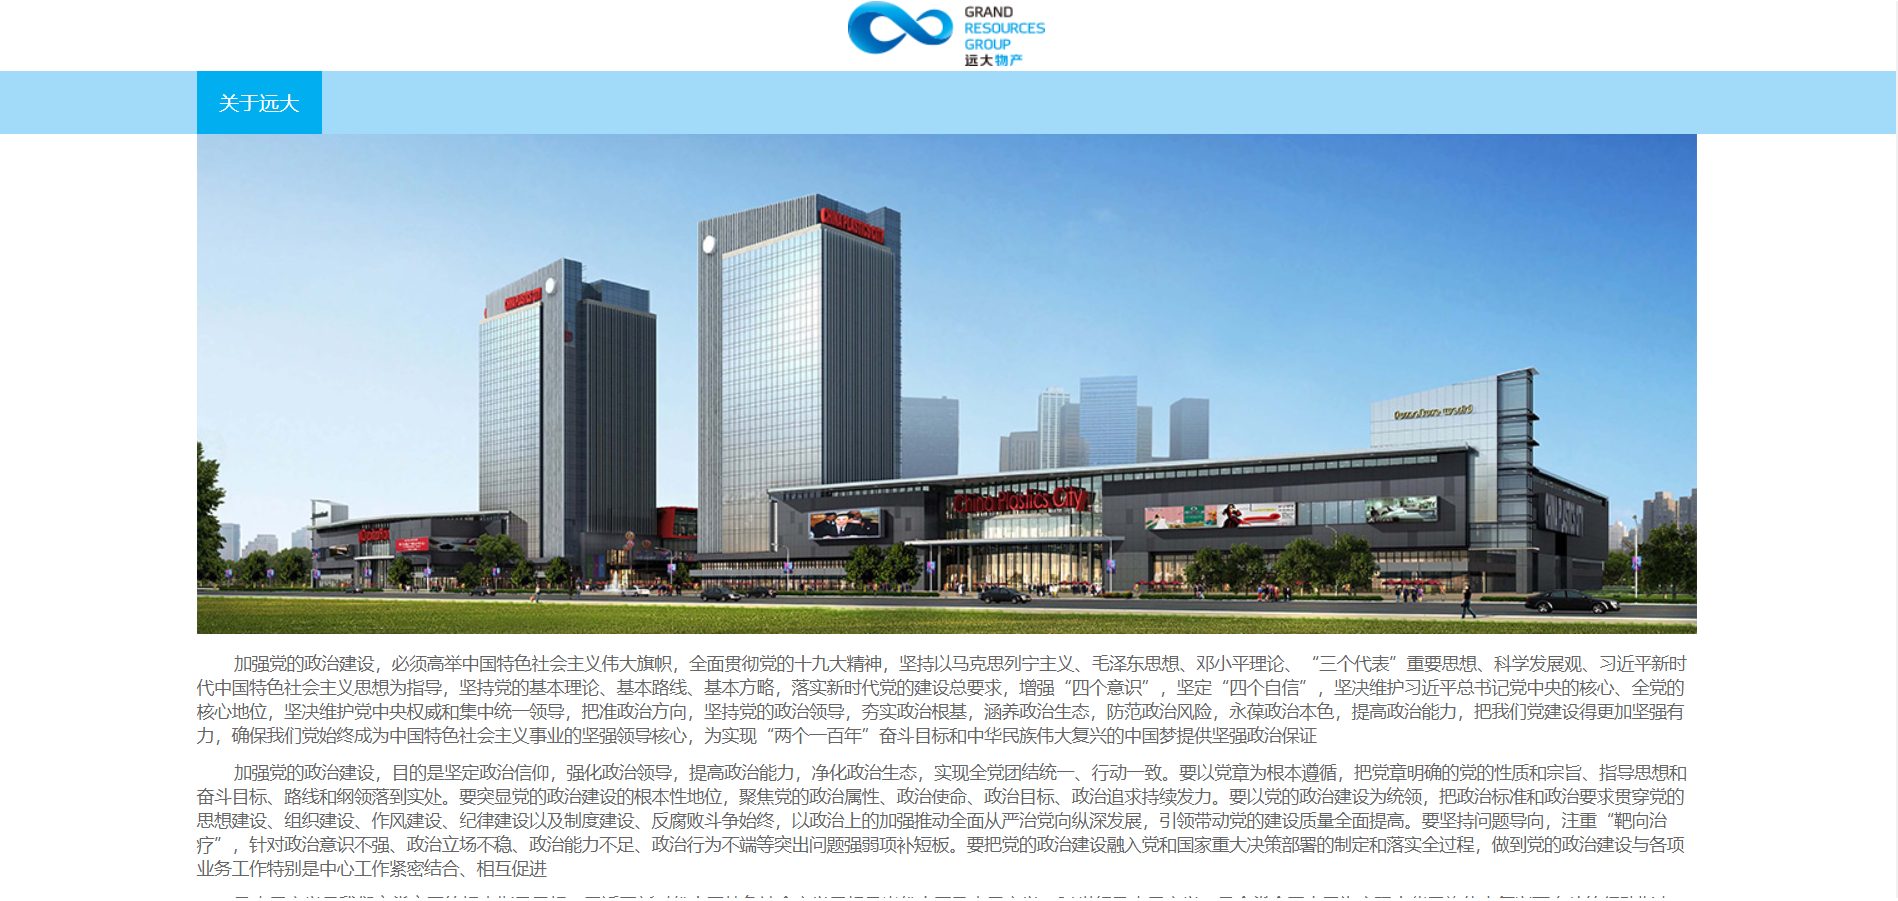 GRAND
RESOURCES
GROUP
远大物产
关于远大
CHINA PLASTICS CITY
China Plastics City
加强党的政治建设，必须高举中国特色社会主义伟大旗帜，全面贯彻党的十九大精神，坚持以马克思列宁主义、毛泽东思想、邓小平理论、“三个代表”重要思想、科学发展观、习近平新时
代中国特色社会主义思想为指导，坚持党的基本理论、基本路线、基本方略，落实新时代党的建设总要求，增强“四个意识”，坚定“四个自信”，坚决维护习近平总书记党中央的核心、全党的
核心地位，坚决维护党中央权威和集中统一领导，把准政治方向，坚持党的政治领导，夯实政治根基，涵养政治生态，防范政治风险，永葆政治本色，提高政治能力，把我们党建设得更加坚强有
力，确保我们党始终成为中国特色社会主义事业的坚强领导核心，为实现“两个一百年”奋斗目标和中华民族伟大复兴的中国梦提供坚强政治保证
加强党的政治建设，目的是坚定政治信仰，强化政治领导，提高政治能力，净化政治生态，实现全党团结统一、行动一致。要以党章为根本遵循，把党章明确的党的性质和宗旨、指导思想和
奋斗目标、路线和纲领落到实处。要突显党的政治建设的根本性地位，聚焦党的政治属性、政治使命、政治目标、政治追求持续发力。要以党的政治建设为统领，把政治标准和政治要求贯穿党的
思想建设、组织建设、作风建设、纪律建设以及制度建设、反腐败斗争始终，以政治上的加强推动全面从严治党向纵深发展，引领带动党的建设质量全面提高。要坚持问题导向，注重“靶向治
疗”，针对政治意识不强、政治立场不稳、政治能力不足、政治行为不端等突出问题强弱项补短板。要把党的政治建设融入党和国家重大决策部署的制定和落实全过程，做到党的政治建设与各项
业务工作特别是中心工作紧密结合、相互促进